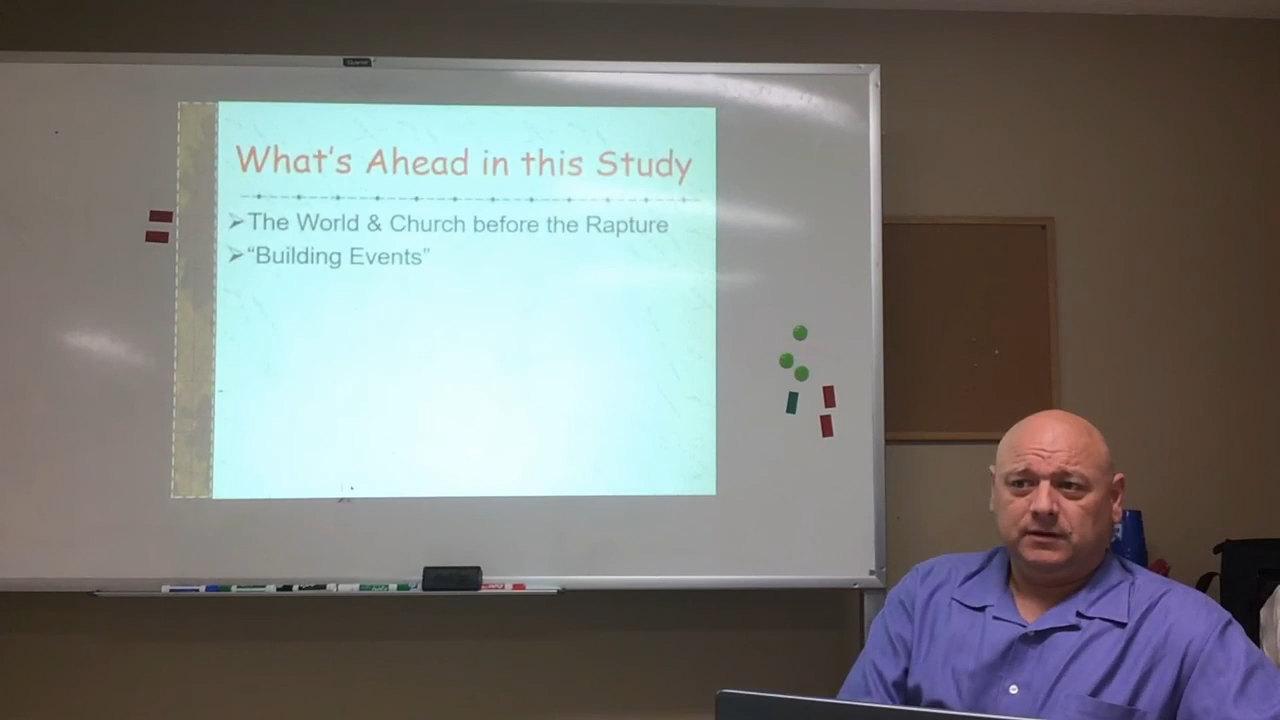 What's Ahead in this Study
➢The World & Church before the Rapture
➢“Building Events”